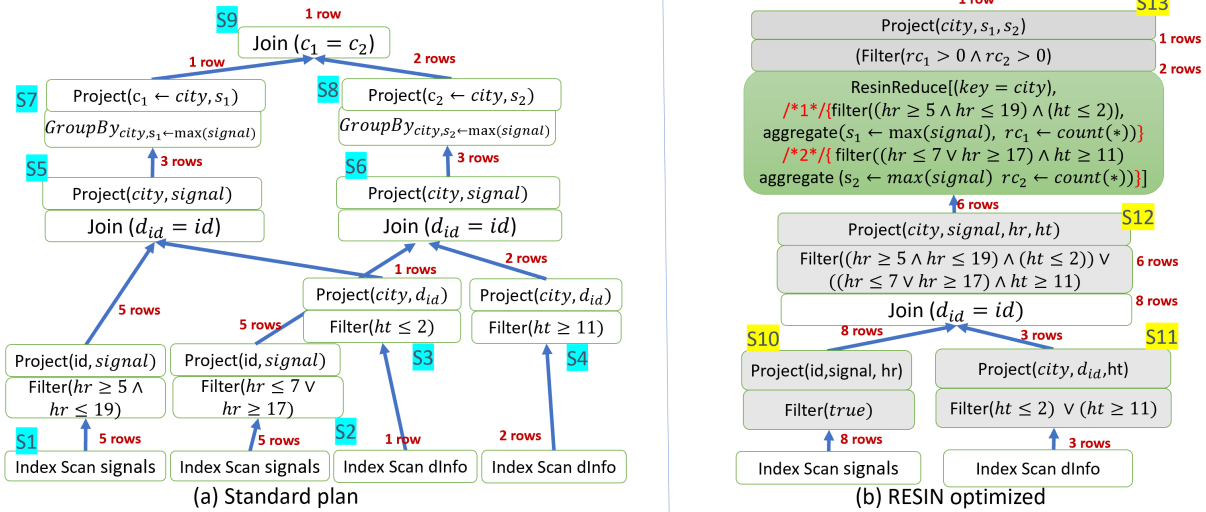 1 row
S9
Join (c₁ = c₂)
1 row
2 rows
S7
Project(c₁ ← city, s₁)
GroupBy city,s₁←max(signal)
S8
Project(c₂ ← city, s₂)
GroupBy city,s₂←max(signal)
3 rows
3 rows
S5
Project(city, signal)
Join (d_id = id)
S6
Project(city, signal)
Join (d_id = id)
1 rows
2 rows
5 rows
5 rows
Project(city, d_id)
Filter(ht ≤ 2)
S3
Project(city, d_id)
Filter(ht ≥ 11)
S4
Project(id, signal)
Filter(hr ≥ 5 ∧
hr ≤ 19)
S1
Project(id, signal)
Filter(hr ≤ 7 ∨
hr ≥ 17)
S2
5 rows
5 rows
1 row
2 rows
Index Scan signals
Index Scan signals
Index Scan dInfo
Index Scan dInfo
(a) Standard plan
1 row
S13
Project(city, s₁, s₂)
1 rows
(Filter(rc₁ > 0 ∧ rc₂ > 0)
2 rows
ResinReduce[(key = city),
/*1*/{filter((hr ≥ 5 ∧ hr ≤ 19) ∧ (ht ≤ 2)),
aggregate(s₁ ← max(signal), rc₁ ← count(*))}
/*2*/{ filter((hr ≤ 7 ∨ hr ≥ 17) ∧ ht ≥ 11)
aggregate (s₂ ← max(signal) rc₂ ← count(*))}]
6 rows
S12
Project(city, signal, hr, ht)
Filter((hr ≥ 5 ∧ hr ≤ 19) ∧ (ht ≤ 2)) ∨
((hr ≤ 7 ∨ hr ≥ 17) ∧ ht ≥ 11)
6 rows
8 rows
Join (d_id = id)
8 rows
3 rows
S10
Project(id,signal, hr)
Filter(true)
S11
Project(city, d_id,ht)
Filter(ht ≤ 2) ∨ (ht ≥ 11)
8 rows
3 rows
Index Scan signals
Index Scan dInfo
(b) RESIN optimized